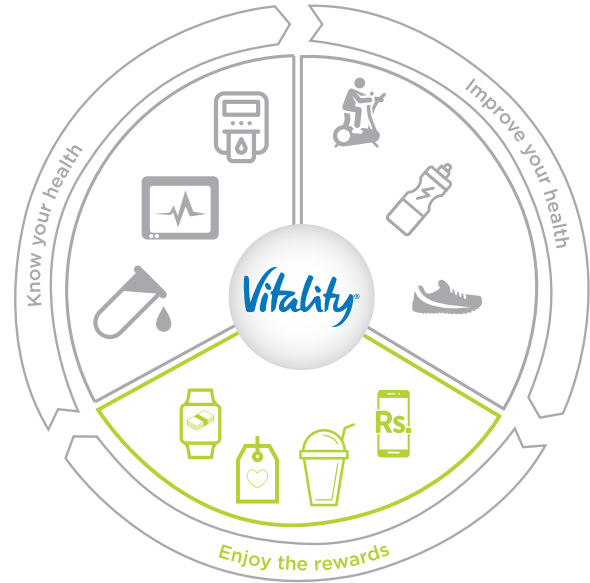 Know your health
Improve your health
Vitality®
Rs.
Enjoy the rewards